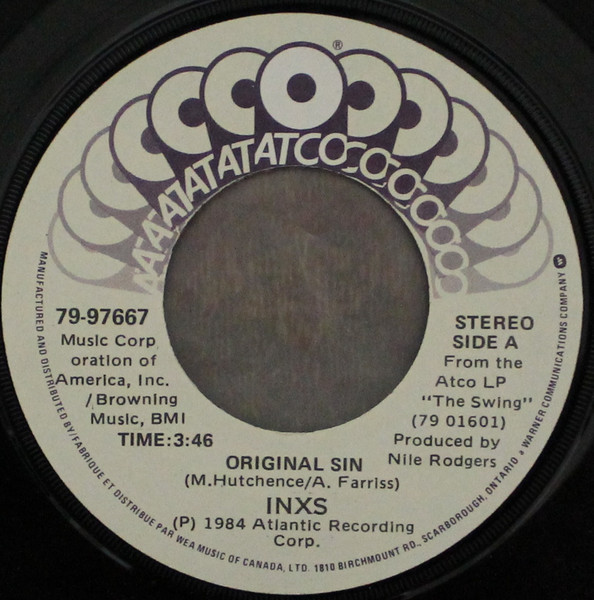 ®
ATATATATATCOCOCOCOCO
79-97667
Music Corp
oration of
America, Inc.
/Browning
Music, BMI
TIME:3:46
STEREO
SIDE A
From the
Atco LP
"The Swing"
(79 01601)
Produced by
Nile Rodgers
ORIGINAL SIN
(M.Hutchence/A. Farriss)
INXS
(P) 1984 Atlantic Recording
Corp.
MANUFACTURED AND DISTRIBUTED BY/FABRIQUE ET DISTRIBUE PAR WEA MUSIC OF CANADA, LTD. 1810 BIRCHMOUNT RD., SCARBOROUGH, ONTARIO a WARNER COMMUNICATIONS COMPANY